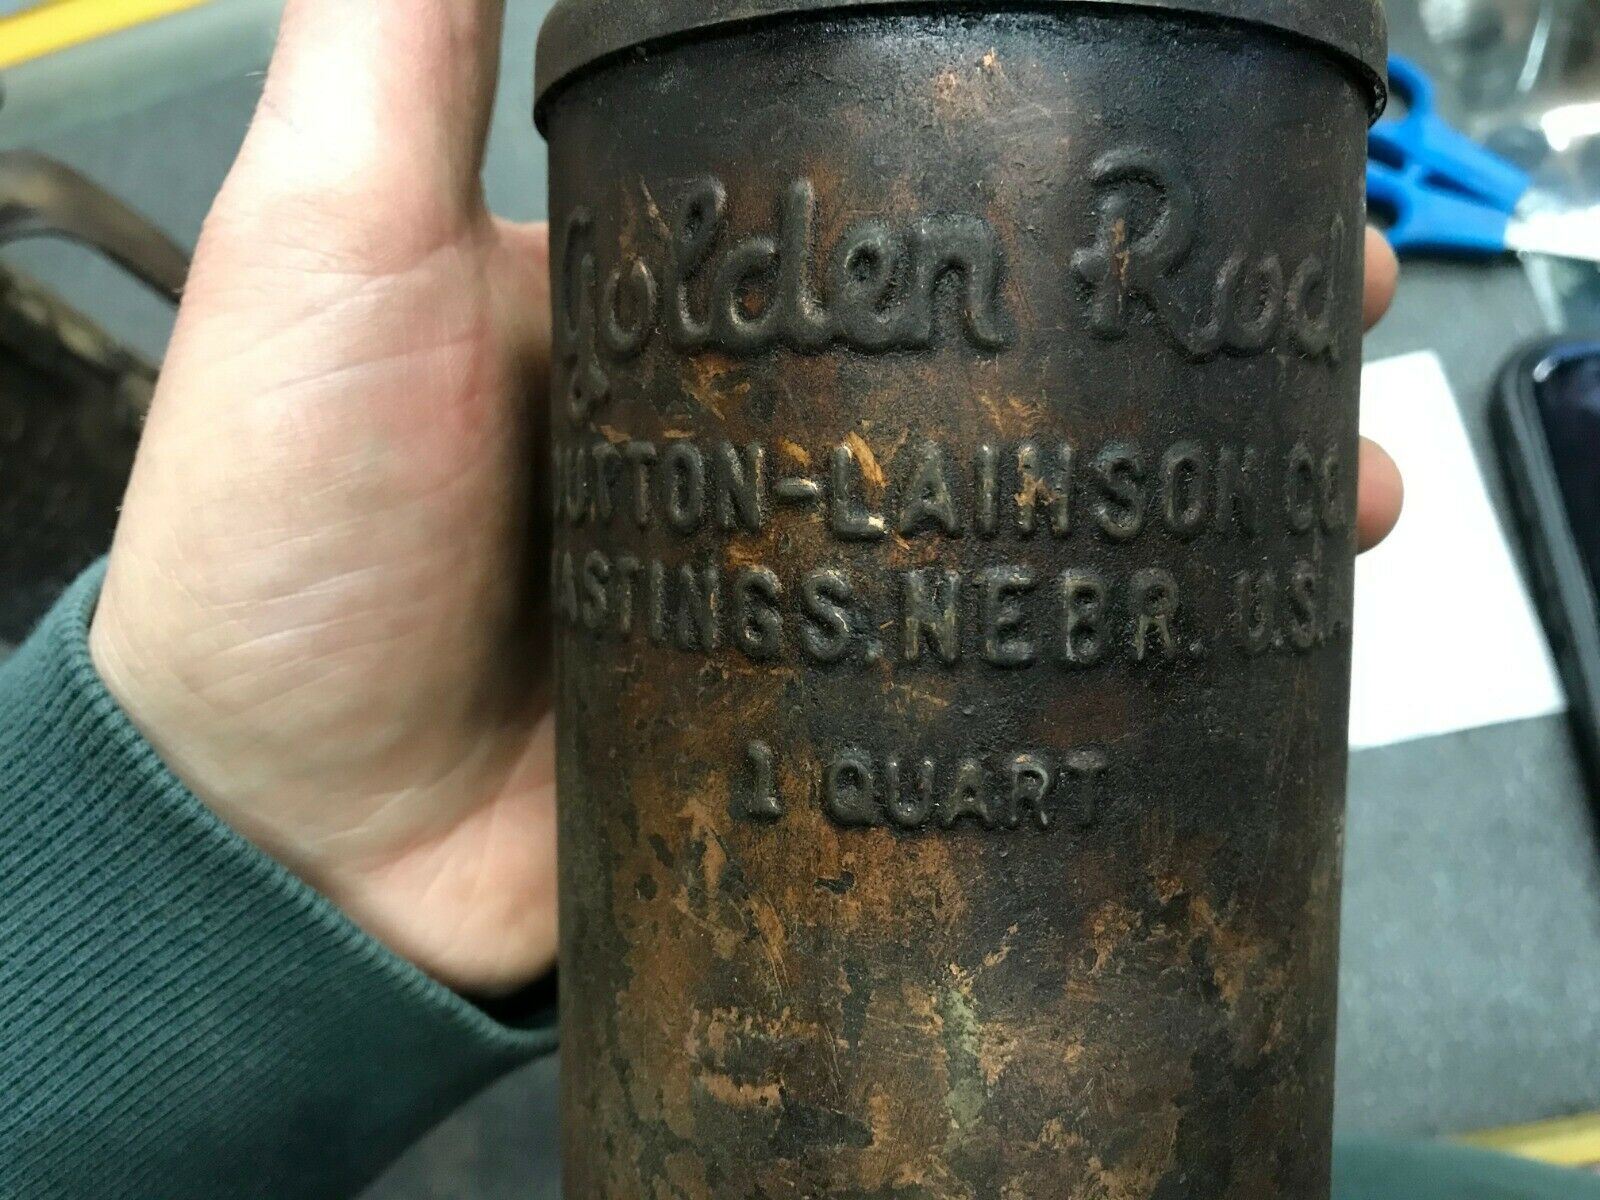 Golden Rod
DUTTON-LAINSON CO.
HASTINGS, NEBR. U.S.A.
1 QUART